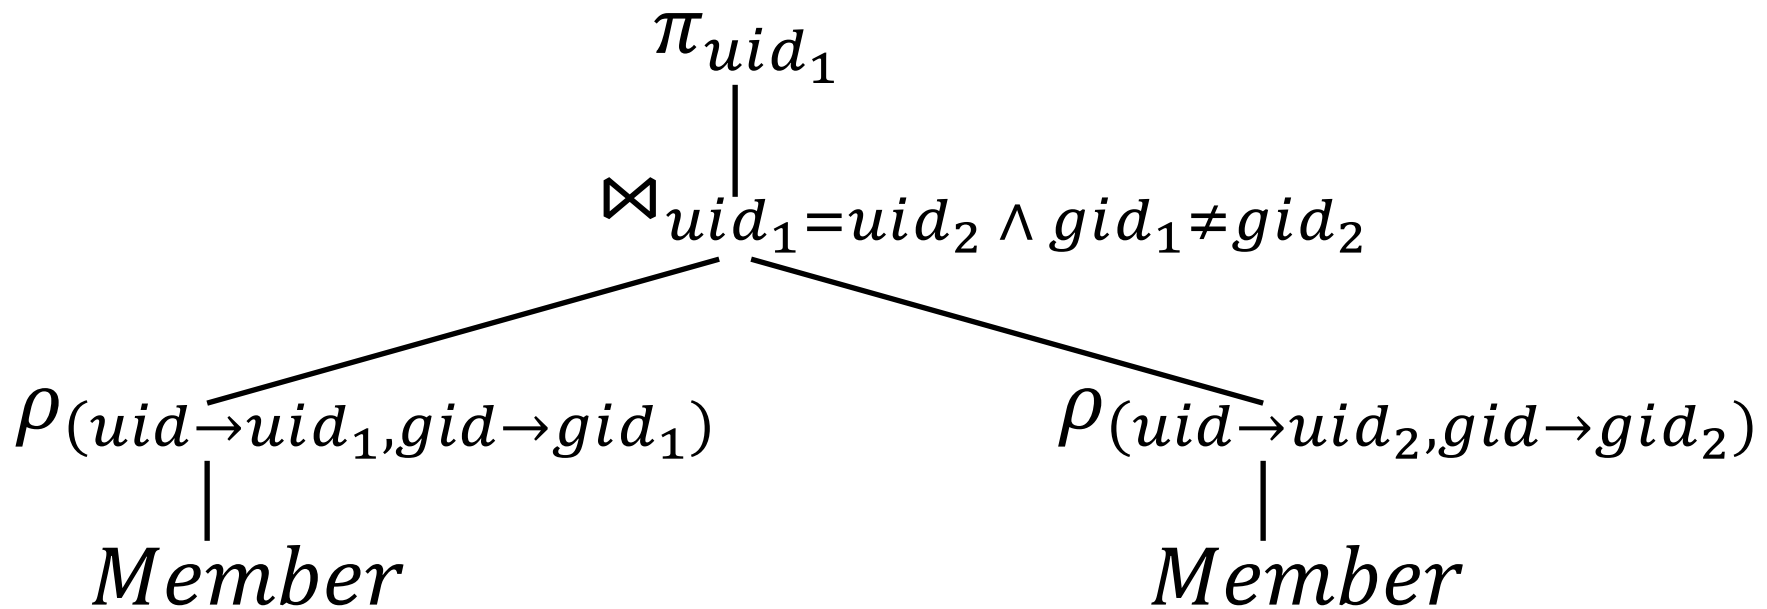 π_{uid_1}
⋈_{uid_1=uid_2 ∧ gid_1≠gid_2}
ρ_{(uid→uid_1,gid→gid_1)} ρ_{(uid→uid_2,gid→gid_2)}
Member Member